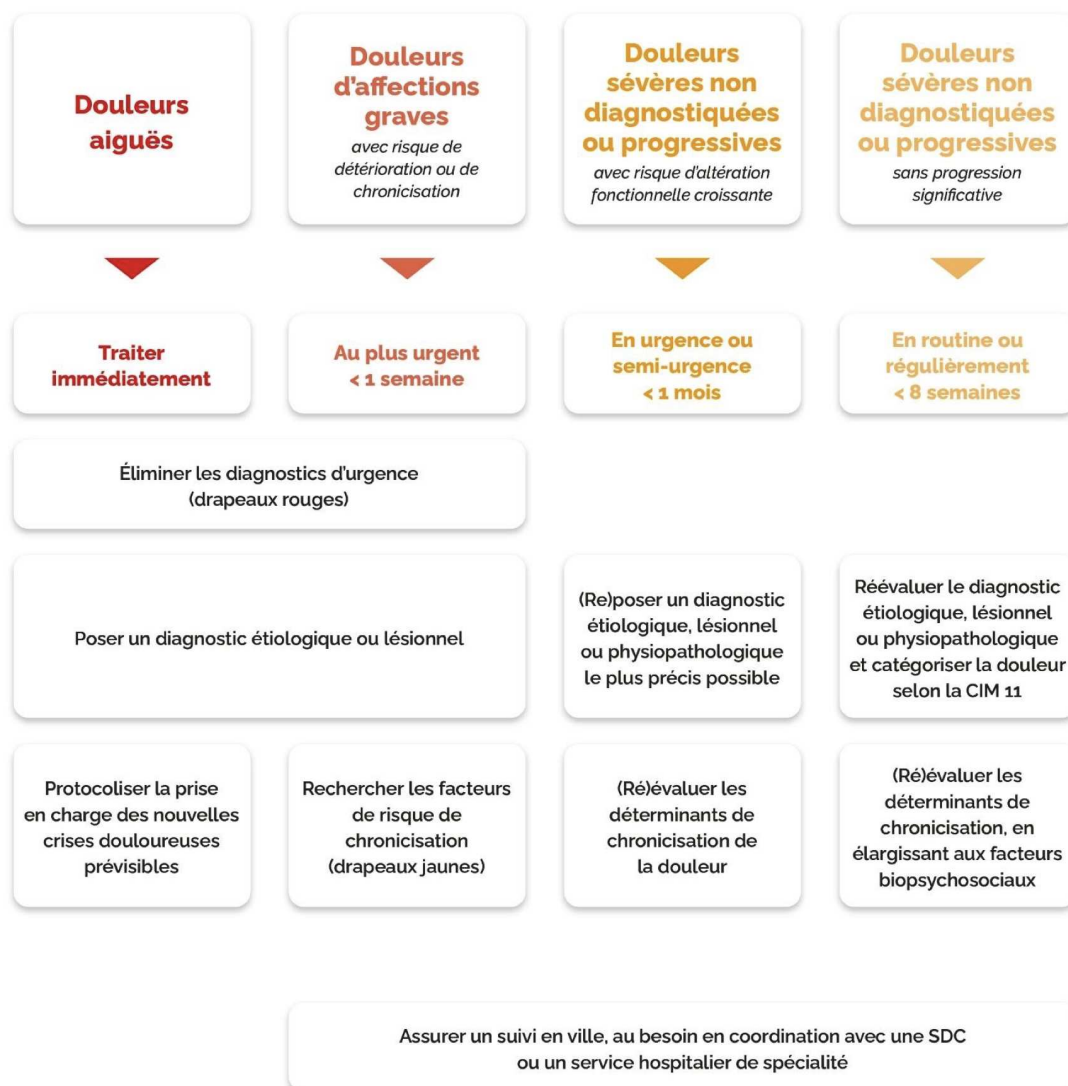 Douleurs
aiguës
Douleurs
d'affections
graves
avec risque de
détérioration ou de
chronicisation
Douleurs
sévères non
diagnostiquées
ou progressives
avec risque d'altération
fonctionnelle croissante
Douleurs
sévères non
diagnostiquées
ou progressives
sans progression
significative
Traiter
immédiatement
Au plus urgent
< 1 semaine
En urgence ou
semi-urgence
< 1 mois
En routine ou
régulièrement
< 8 semaines
Éliminer les diagnostics d'urgence
(drapeaux rouges)
Poser un diagnostic étiologique ou lésionnel
(Re)poser un diagnostic
étiologique, lésionnel
ou physiopathologique
le plus précis possible
Réévaluer le diagnostic
étiologique, lésionnel
ou physiopathologique
et catégoriser la douleur
selon la CIM 11
Protocoliser la prise
en charge des nouvelles
crises douloureuses
prévisibles
Rechercher les facteurs
de risque de
chronicisation
(drapeaux jaunes)
(Ré)évaluer les
déterminants de
chronicisation de
la douleur
(Ré)évaluer les
déterminants de
chronicisation, en
élargissant aux facteurs
biopsychosociaux
Assurer un suivi en ville, au besoin en coordination avec une SDC
ou un service hospitalier de spécialité